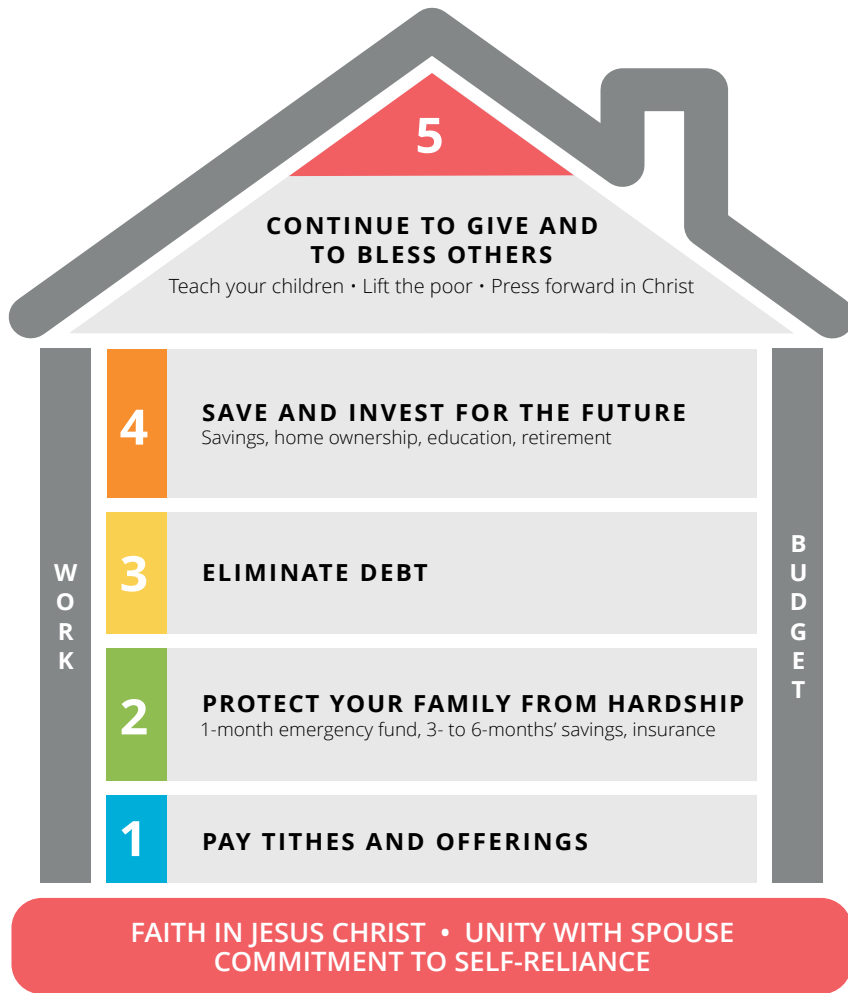 5
CONTINUE TO GIVE AND
TO BLESS OTHERS
Teach your children • Lift the poor • Press forward in Christ
4
SAVE AND INVEST FOR THE FUTURE
Savings, home ownership, education, retirement
3
ELIMINATE DEBT
2
PROTECT YOUR FAMILY FROM HARDSHIP
1-month emergency fund, 3- to 6-months’ savings, insurance
1
PAY TITHES AND OFFERINGS
WORK
BUDGET
FAITH IN JESUS CHRIST • UNITY WITH SPOUSE
COMMITMENT TO SELF-RELIANCE